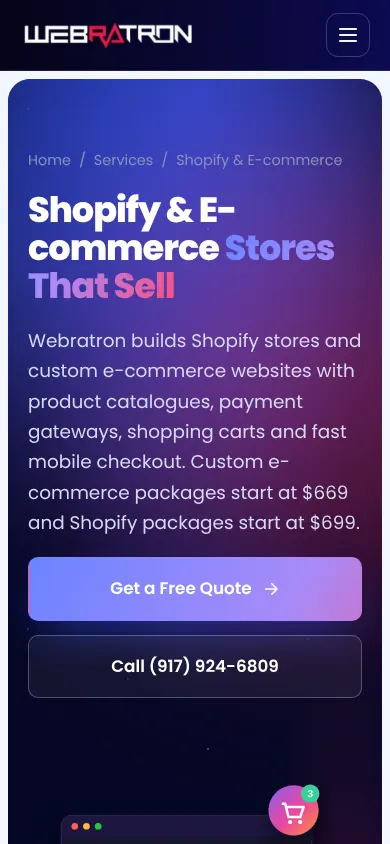 WEBRATRON
Home / Services / Shopify & E-commerce
Shopify & E-
commerce Stores
That Sell
Webratron builds Shopify stores and
custom e-commerce websites with
product catalogues, payment
gateways, shopping carts and fast
mobile checkout. Custom e-
commerce packages start at $669
and Shopify packages start at $699.
Get a Free Quote →
Call (917) 924-6809
3